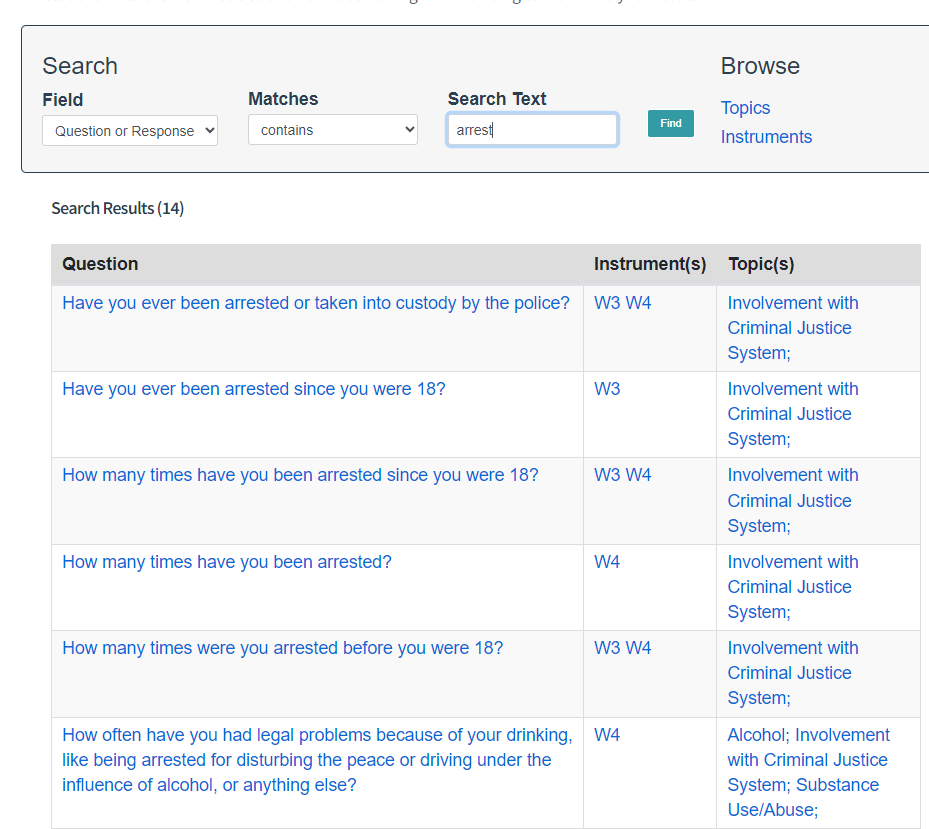 Search
Browse
Field
Matches
Search Text
Question or Response
contains
arrest
Find
Topics
Instruments
Search Results (14)
Question Instrument(s) Topic(s)
Have you ever been arrested or taken into custody by the police? W3 W4 Involvement with
Criminal Justice
System;
Have you ever been arrested since you were 18? W3 Involvement with
Criminal Justice
System;
How many times have you been arrested since you were 18? W3 W4 Involvement with
Criminal Justice
System;
How many times have you been arrested? W4 Involvement with
Criminal Justice
System;
How many times were you arrested before you were 18? W3 W4 Involvement with
Criminal Justice
System;
How often have you had legal problems because of your drinking, W4 Alcohol; Involvement
like being arrested for disturbing the peace or driving under the with Criminal Justice
influence of alcohol, or anything else? System; Substance
Use/Abuse;